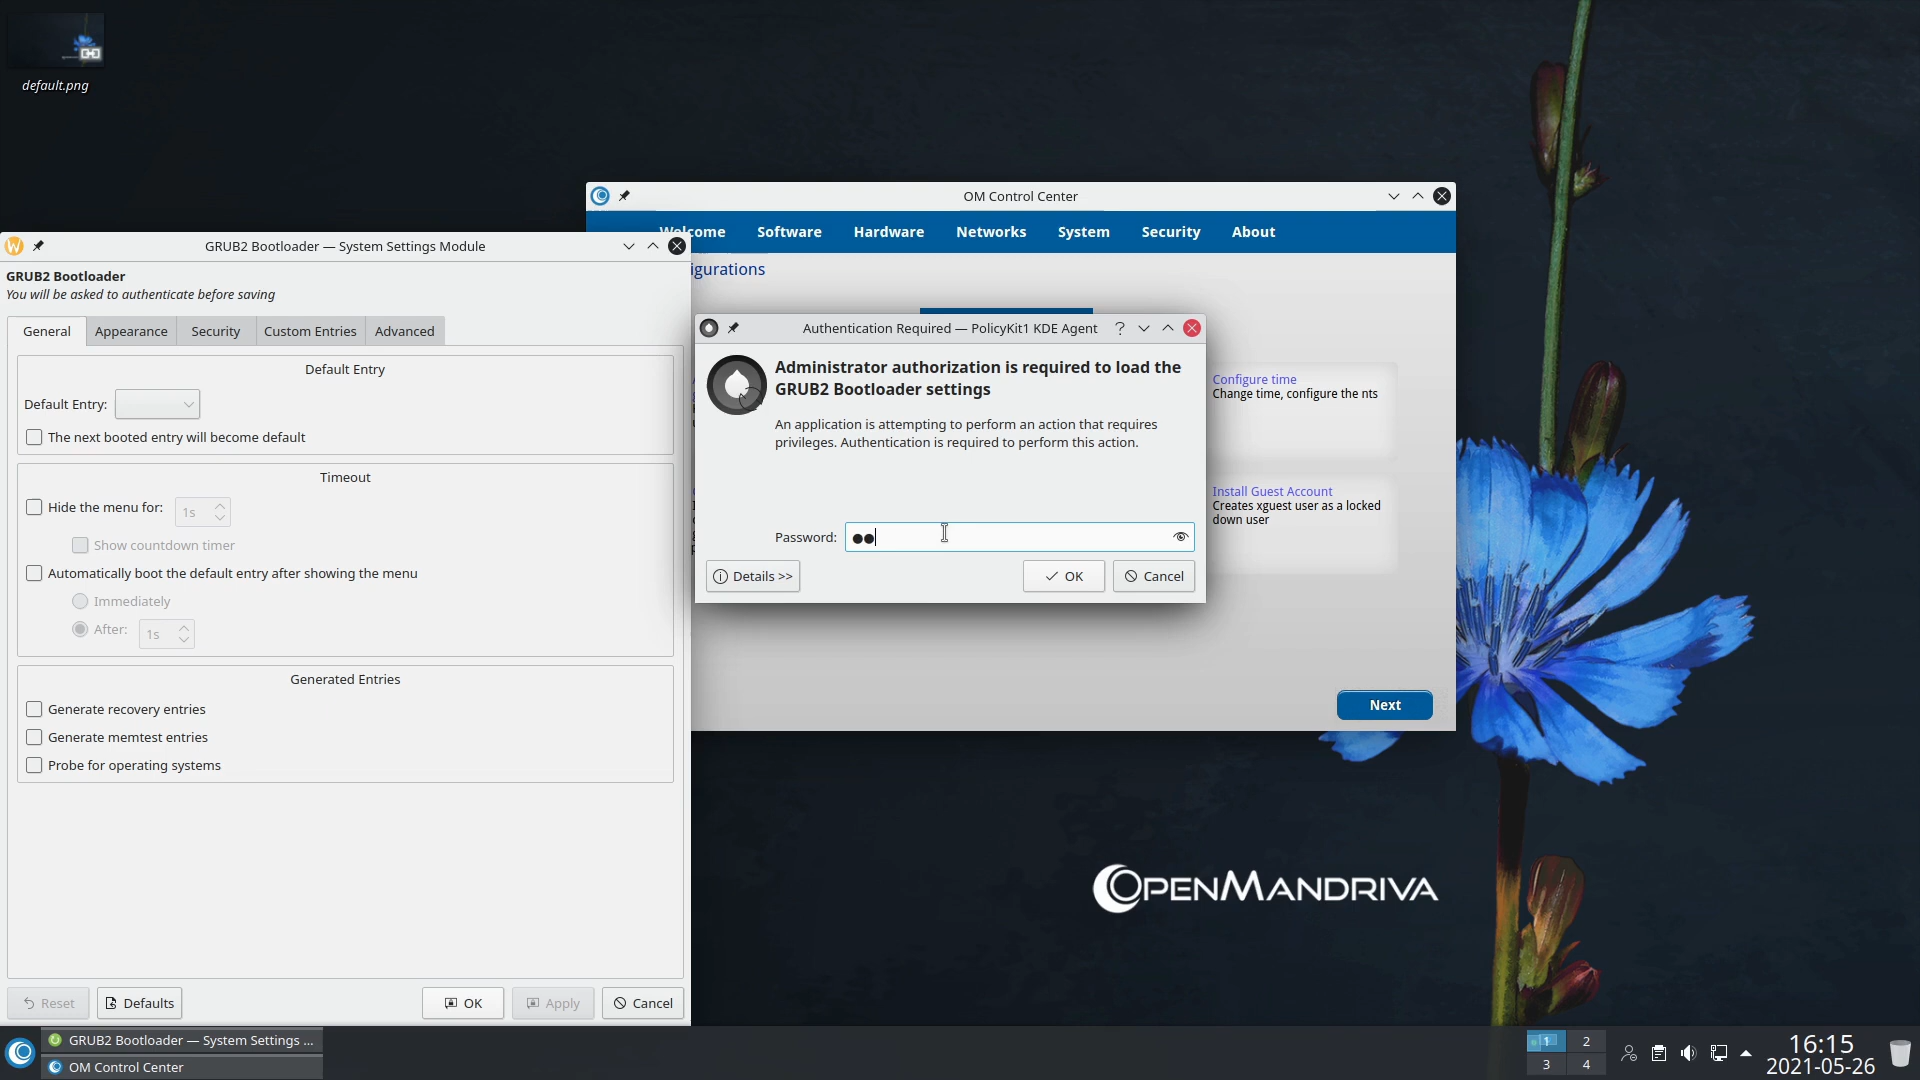 default.png
OM Control Center
Welcome Software Hardware Networks System Security About
igurations
GRUB2 Bootloader — System Settings Module
GRUB2 Bootloader
You will be asked to authenticate before saving
General Appearance Security Custom Entries Advanced
Default Entry
Default Entry:
The next booted entry will become default
Timeout
Hide the menu for: 1s
Show countdown timer
Automatically boot the default entry after showing the menu
Immediately
After: 1s
Generated Entries
Generate recovery entries
Generate memtest entries
Probe for operating systems
Reset Defaults OK Apply Cancel
Authentication Required — PolicyKit1 KDE Agent
Administrator authorization is required to load the
GRUB2 Bootloader settings
An application is attempting to perform an action that requires
privileges. Authentication is required to perform this action.
Password: ●●
Details >> OK Cancel
Configure time
Change time, configure the nts
Install Guest Account
Creates xguest user as a locked
down user
Next
OPENMANDRIVA
GRUB2 Bootloader — System Settings ...
OM Control Center
1 2
3 4
16:15
2021-05-26